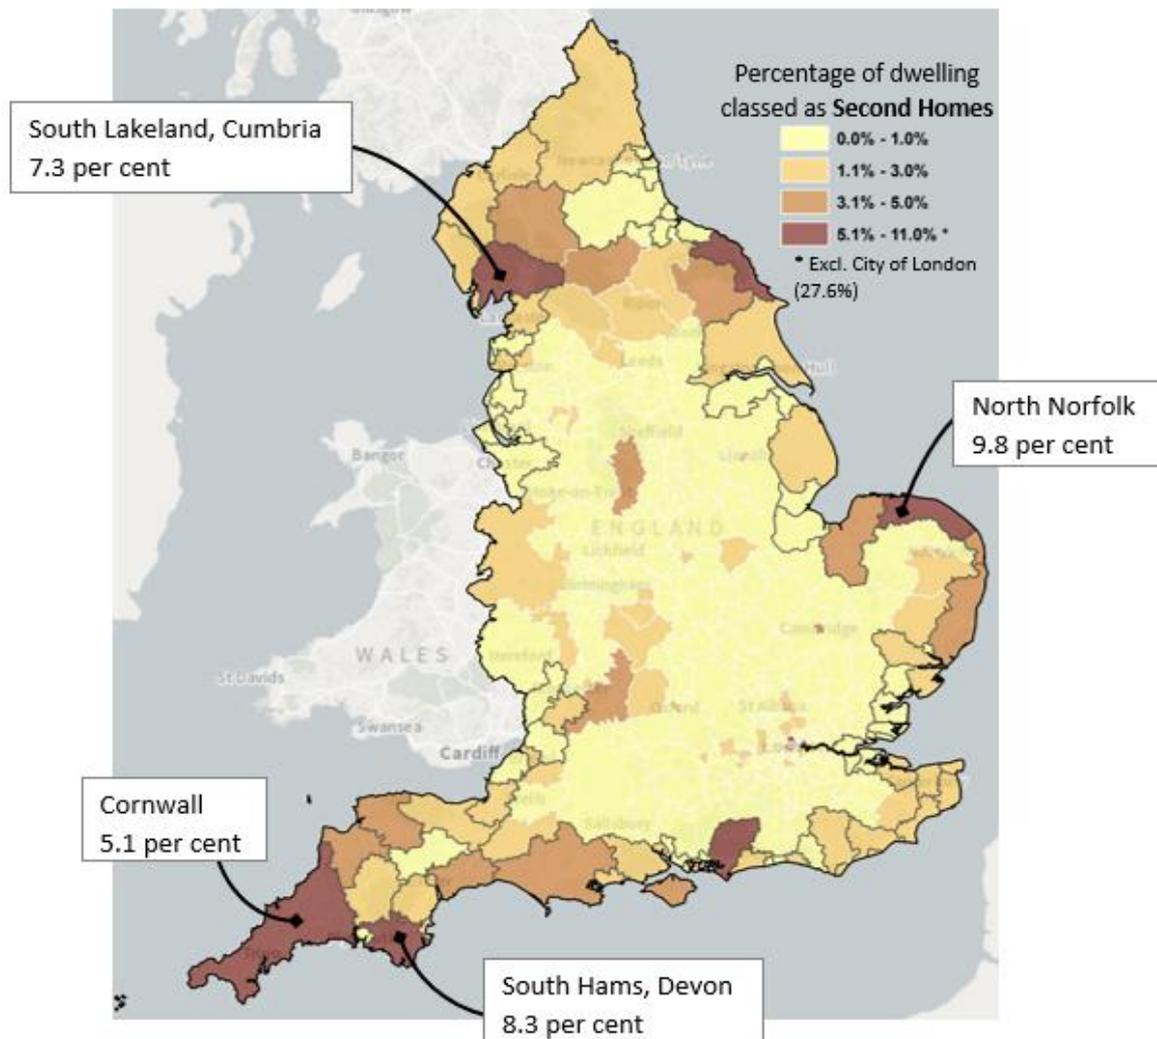 Percentage of dwelling
classed as Second Homes
0.0% - 1.0%
1.1% - 3.0%
3.1% - 5.0%
5.1% - 11.0% *
* Excl. City of London
(27.6%)
South Lakeland, Cumbria
7.3 per cent
North Norfolk
9.8 per cent
Cornwall
5.1 per cent
South Hams, Devon
8.3 per cent
Leeds
Sheffield
Bangor
Chester
ENGLAND
Lichfield
Birmingham
Cambridge
WALES
Hereford
St Davids
Oxford
St Albans
Swansea
Cardiff
Salisbury